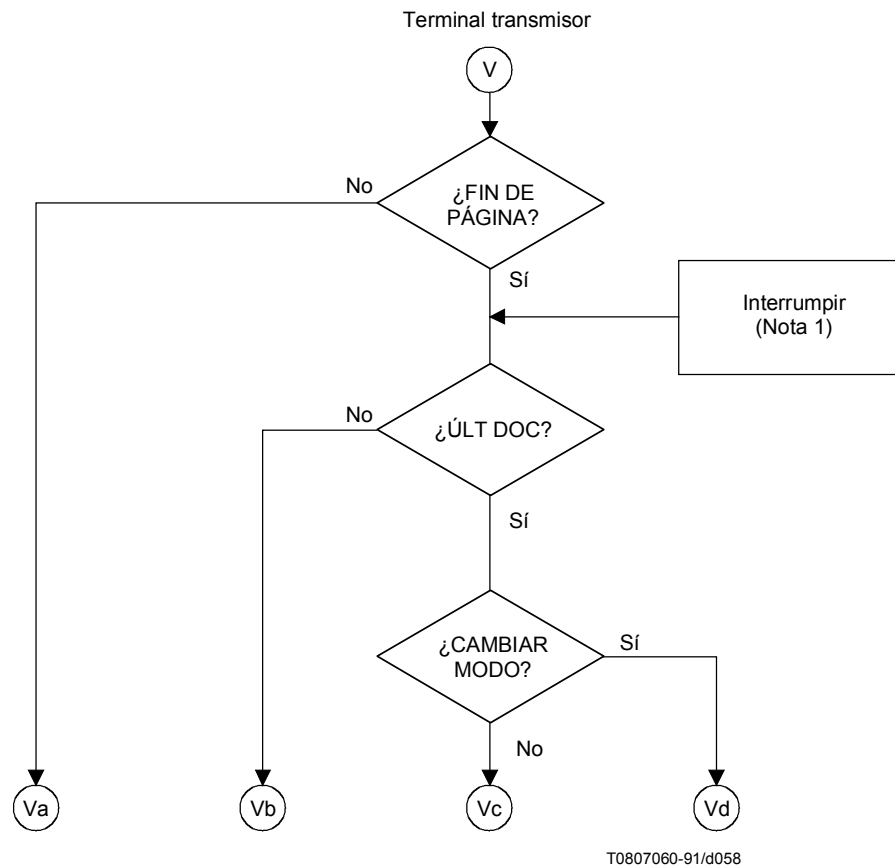 Terminal transmisor
V
No
¿FIN DE
PÁGINA?
Sí
Interrumpir
(Nota 1)
No
¿ÚLT DOC?
Sí
¿CAMBIAR
MODO?
Sí
No
Va
Vb
Vc
Vd
T0807060-91/d058